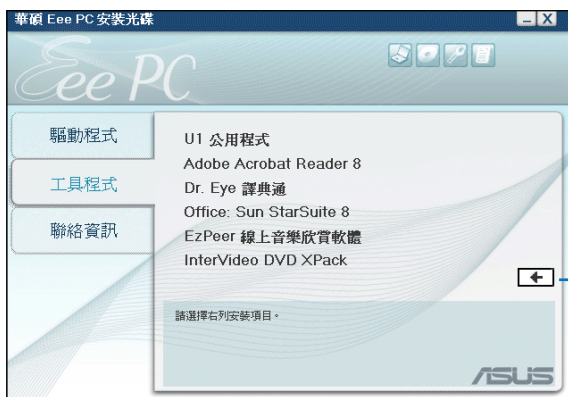 華碩 Eee PC 安裝光碟
Eee PC
驅動程式
工具程式
聯絡資訊
U1 公用程式
Adobe Acrobat Reader 8
Dr. Eye 譯典通
Office: Sun StarSuite 8
EzPeer 線上音樂欣賞軟體
InterVideo DVD XPack
請選擇右列安裝項目。
ASUS